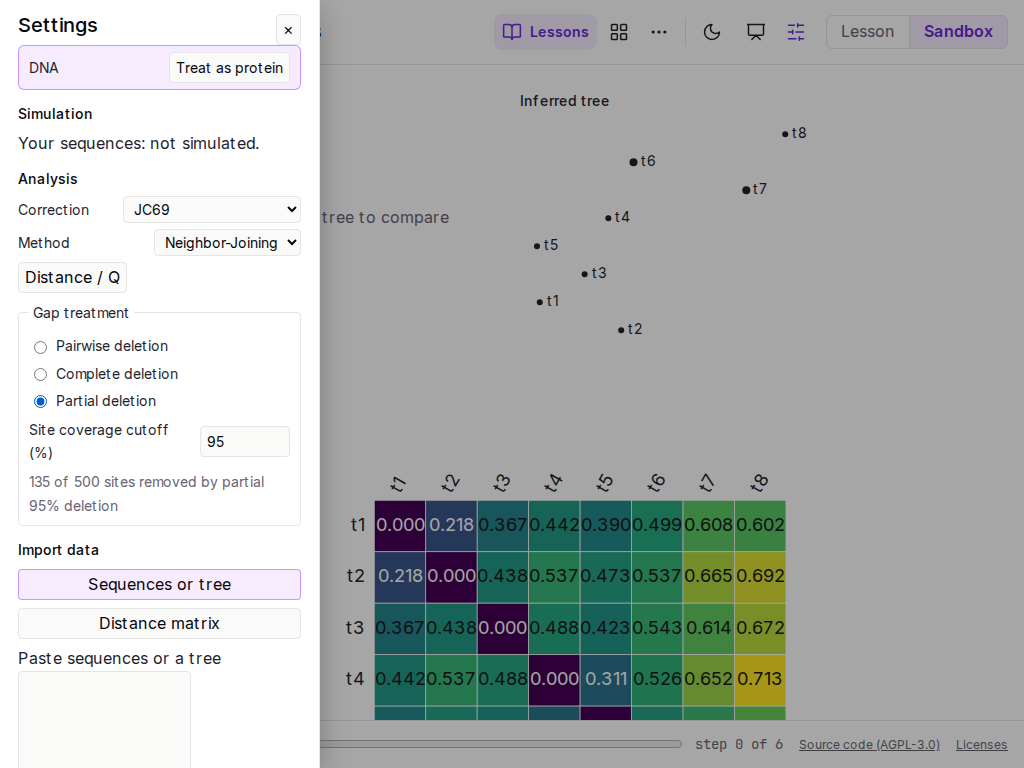 Settings
×
DNA
Treat as protein
Simulation
Your sequences: not simulated.
Analysis
Correction
JC69
Method
Neighbor-Joining
Distance / Q
Gap treatment
Pairwise deletion
Complete deletion
Partial deletion
Site coverage cutoff
(%)
95
135 of 500 sites removed by partial
95% deletion
Import data
Sequences or tree
Distance matrix
Paste sequences or a tree
Lessons
Lesson
Sandbox
Inferred tree
t8
t6
t7
tree to compare
t4
t5
t3
t1
t2
t1 t2 t3 t4 t5 t6 t7 t8
t1 0.000 0.218 0.367 0.442 0.390 0.499 0.608 0.602
t2 0.218 0.000 0.438 0.537 0.473 0.537 0.665 0.692
t3 0.367 0.438 0.000 0.488 0.423 0.543 0.614 0.672
t4 0.442 0.537 0.488 0.000 0.311 0.526 0.652 0.713
step 0 of 6
Source code (AGPL-3.0)
Licenses